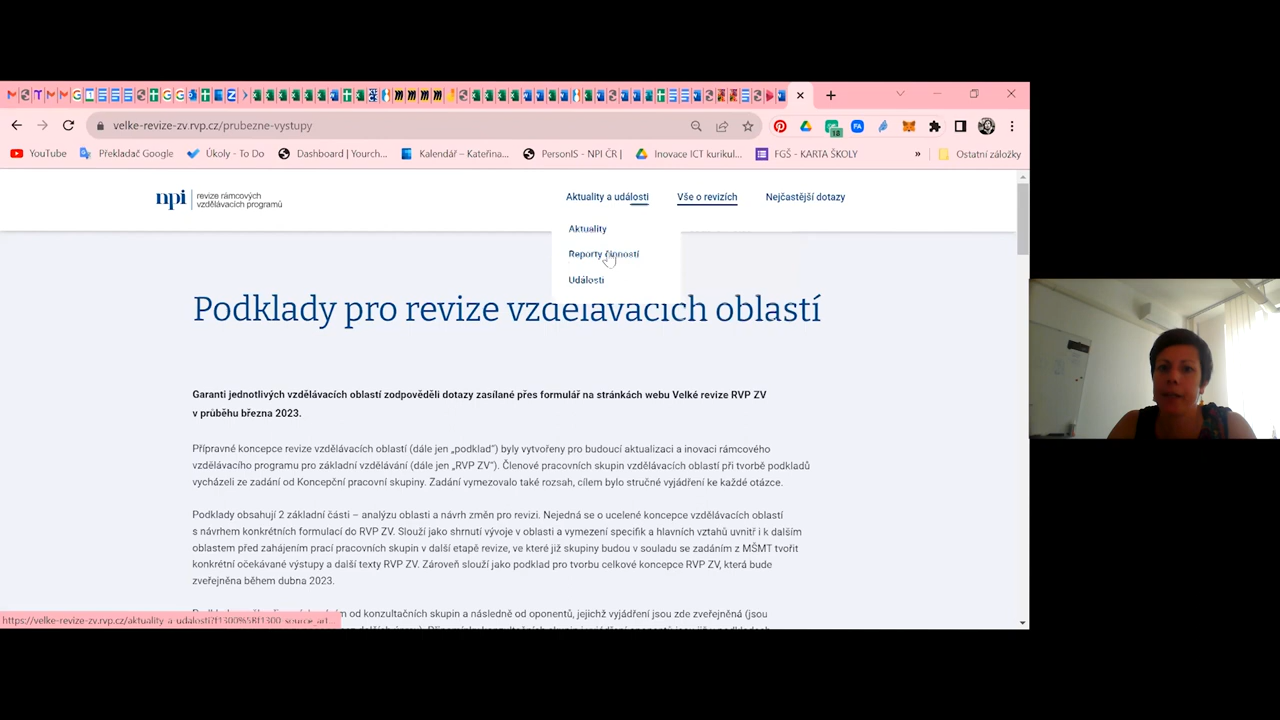 velke-revize-zv.rvp.cz/prubezne-vystupy
YouTube Překladač Google Úkoly - To Do Dashboard | Yourch... Kalendář – Kateřina... PersonIS - NPI ČR | Inovace ICT kurikul... FGŠ - KARTA ŠKOLY » Ostatní záložky
npi revize rámcových vzdělávacích programů
Aktuality a události Vše o revizích Nejčastější dotazy
Aktuality
Reporty činností
Události
Podklady pro revize vzdělávacích oblastí
Garanti jednotlivých vzdělávacích oblastí zodpověděli dotazy zasílané přes formulář na stránkách webu Velké revize RVP ZV
v průběhu března 2023.
Přípravné koncepce revize vzdělávacích oblastí (dále jen „podklad") byly vytvořeny pro budoucí aktualizaci a inovaci rámcového
vzdělávacího programu pro základní vzdělávání (dále jen „RVP ZV"). Členové pracovních skupin vzdělávacích oblastí při tvorbě podkladů
vycházeli ze zadání od Koncepční pracovní skupiny. Zadání vymezovalo také rozsah, cílem bylo stručné vyjádření ke každé otázce.
Podklady obsahují 2 základní části – analýzu oblasti a návrh změn pro revizi. Nejedná se o ucelené koncepce vzdělávacích oblastí
s návrhem konkrétních formulací do RVP ZV. Slouží jako shrnutí vývoje v oblasti a vymezení specifik a hlavních vztahů uvnitř i k dalším
oblastem před zahájením prací pracovních skupin v další etapě revize, ve které již skupiny budou v souladu se zadáním z MŠMT tvořit
konkrétní očekávané výstupy a další texty RVP ZV. Zároveň slouží jako podklad pro tvorbu celkové koncepce RVP ZV, která bude
zveřejněna během dubna 2023.
od konzultačních skupin a následně od oponentů, jejichž vyjádření jsou zde zveřejněná (jsou
https://velke-revize-zv.rvp.cz/aktuality_a_udalosti?f1300%5Bf1300_source_art...